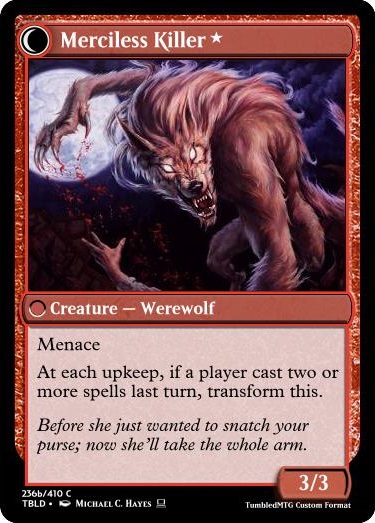 Merciless Killer ★
Creature — Werewolf
Menace
At each upkeep, if a player cast two or
more spells last turn, transform this.
Before she just wanted to snatch your
purse; now she'll take the whole arm.
3/3
236b/410 C
TBLD • Michael C. Hayes
TumbledMTG Custom Format